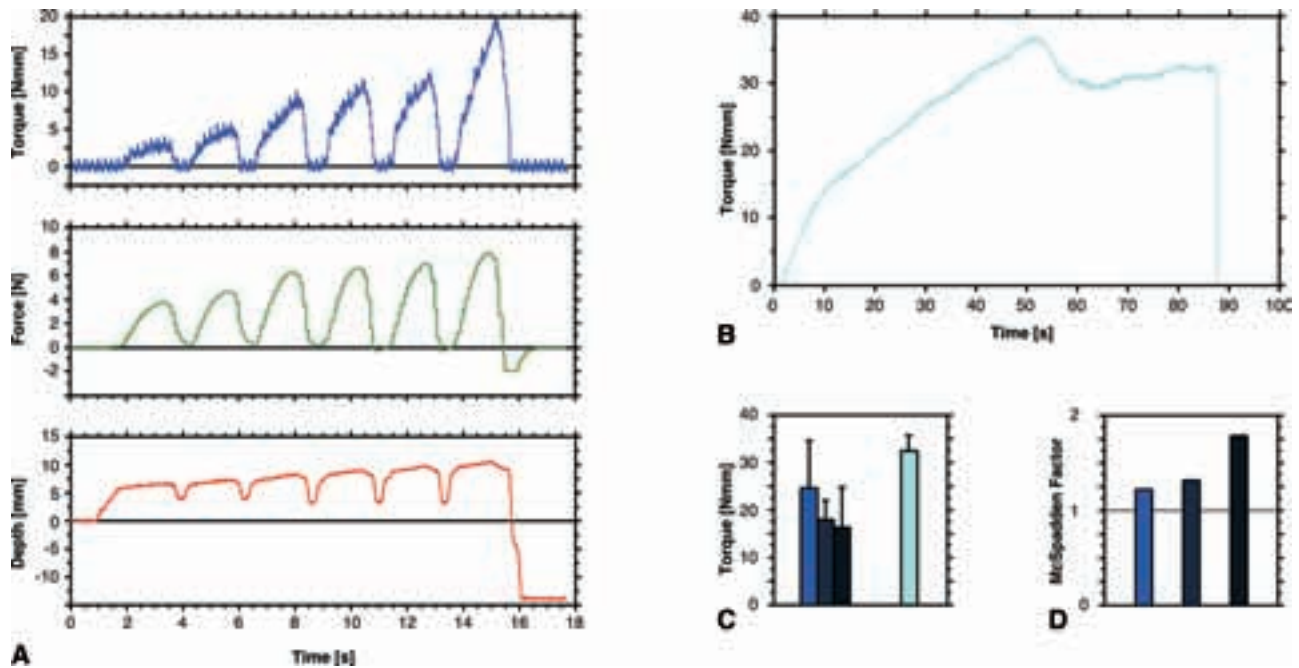 20
15
10
5
0
Torque [Nmm]
10
8
6
4
2
0
-2
Force [N]
15
10
5
0
-5
-10
Depth [mm]
0 2 4 6 8 10 12 14 16 18
Time [s]
A
40
30
20
10
0
Torque [Nmm]
0 10 20 30 40 50 60 70 80 90 100
Time [s]
B
40
30
20
10
0
Torque [Nmm]
C
2
1
0
McSpadden Factor
D